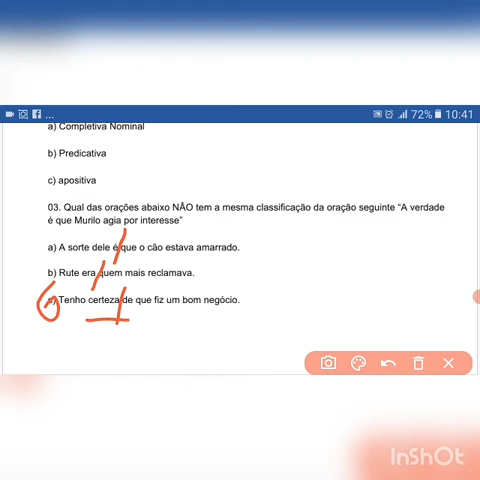 ... 72% 10:41
a) Completiva Nominal
b) Predicativa
c) apositiva
03. Qual das orações abaixo NÃO tem a mesma classificação da oração seguinte “A verdade
é que Murilo agia por interesse”
a) A sorte dele é que o cão estava amarrado.
b) Rute era quem mais reclamava.
c) Tenho certeza de que fiz um bom negócio.
InShOt